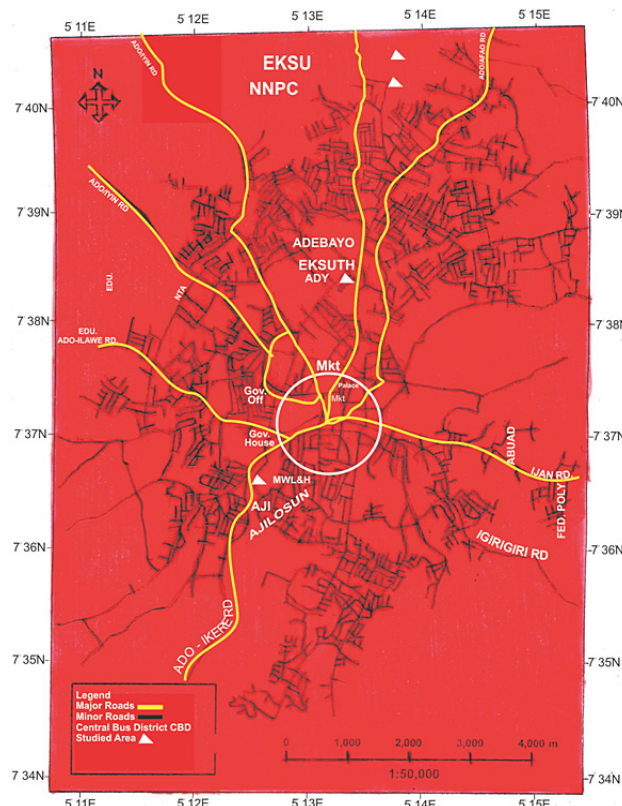 5 11E
5 12E
5 13E
5 14E
5 15E
N
ADO/IYIN RD
EKSU
NNPC
ADO/AFAO RD
7 40N
7 40N
ADO/IYIN RD
7 39N
7 39N
ADEBAYO
EKSUTH
ADY
EDU.
NTA
7 38N
7 38N
EDU.
ADO-ILAWE RD.
Mkt
Palace
Mkt
Gov.
Off
7 37N
7 37N
Gov.
House
ABUAD
IJAN RD.
FED. POLY
MWL&H
AJI
AJILOSUN
IGIRIGIRI RD
7 36N
7 36N
ADO - IKERE RD
7 35N
7 35N
Legend
Major Roads
Minor Roads
Central Bus District CBD
Studied Area
0 1,000 2,000 3,000 4,000 m
1:50,000
7 34N
7 34N
5 11E
5 12E
5 13E
5 14E
5 15E